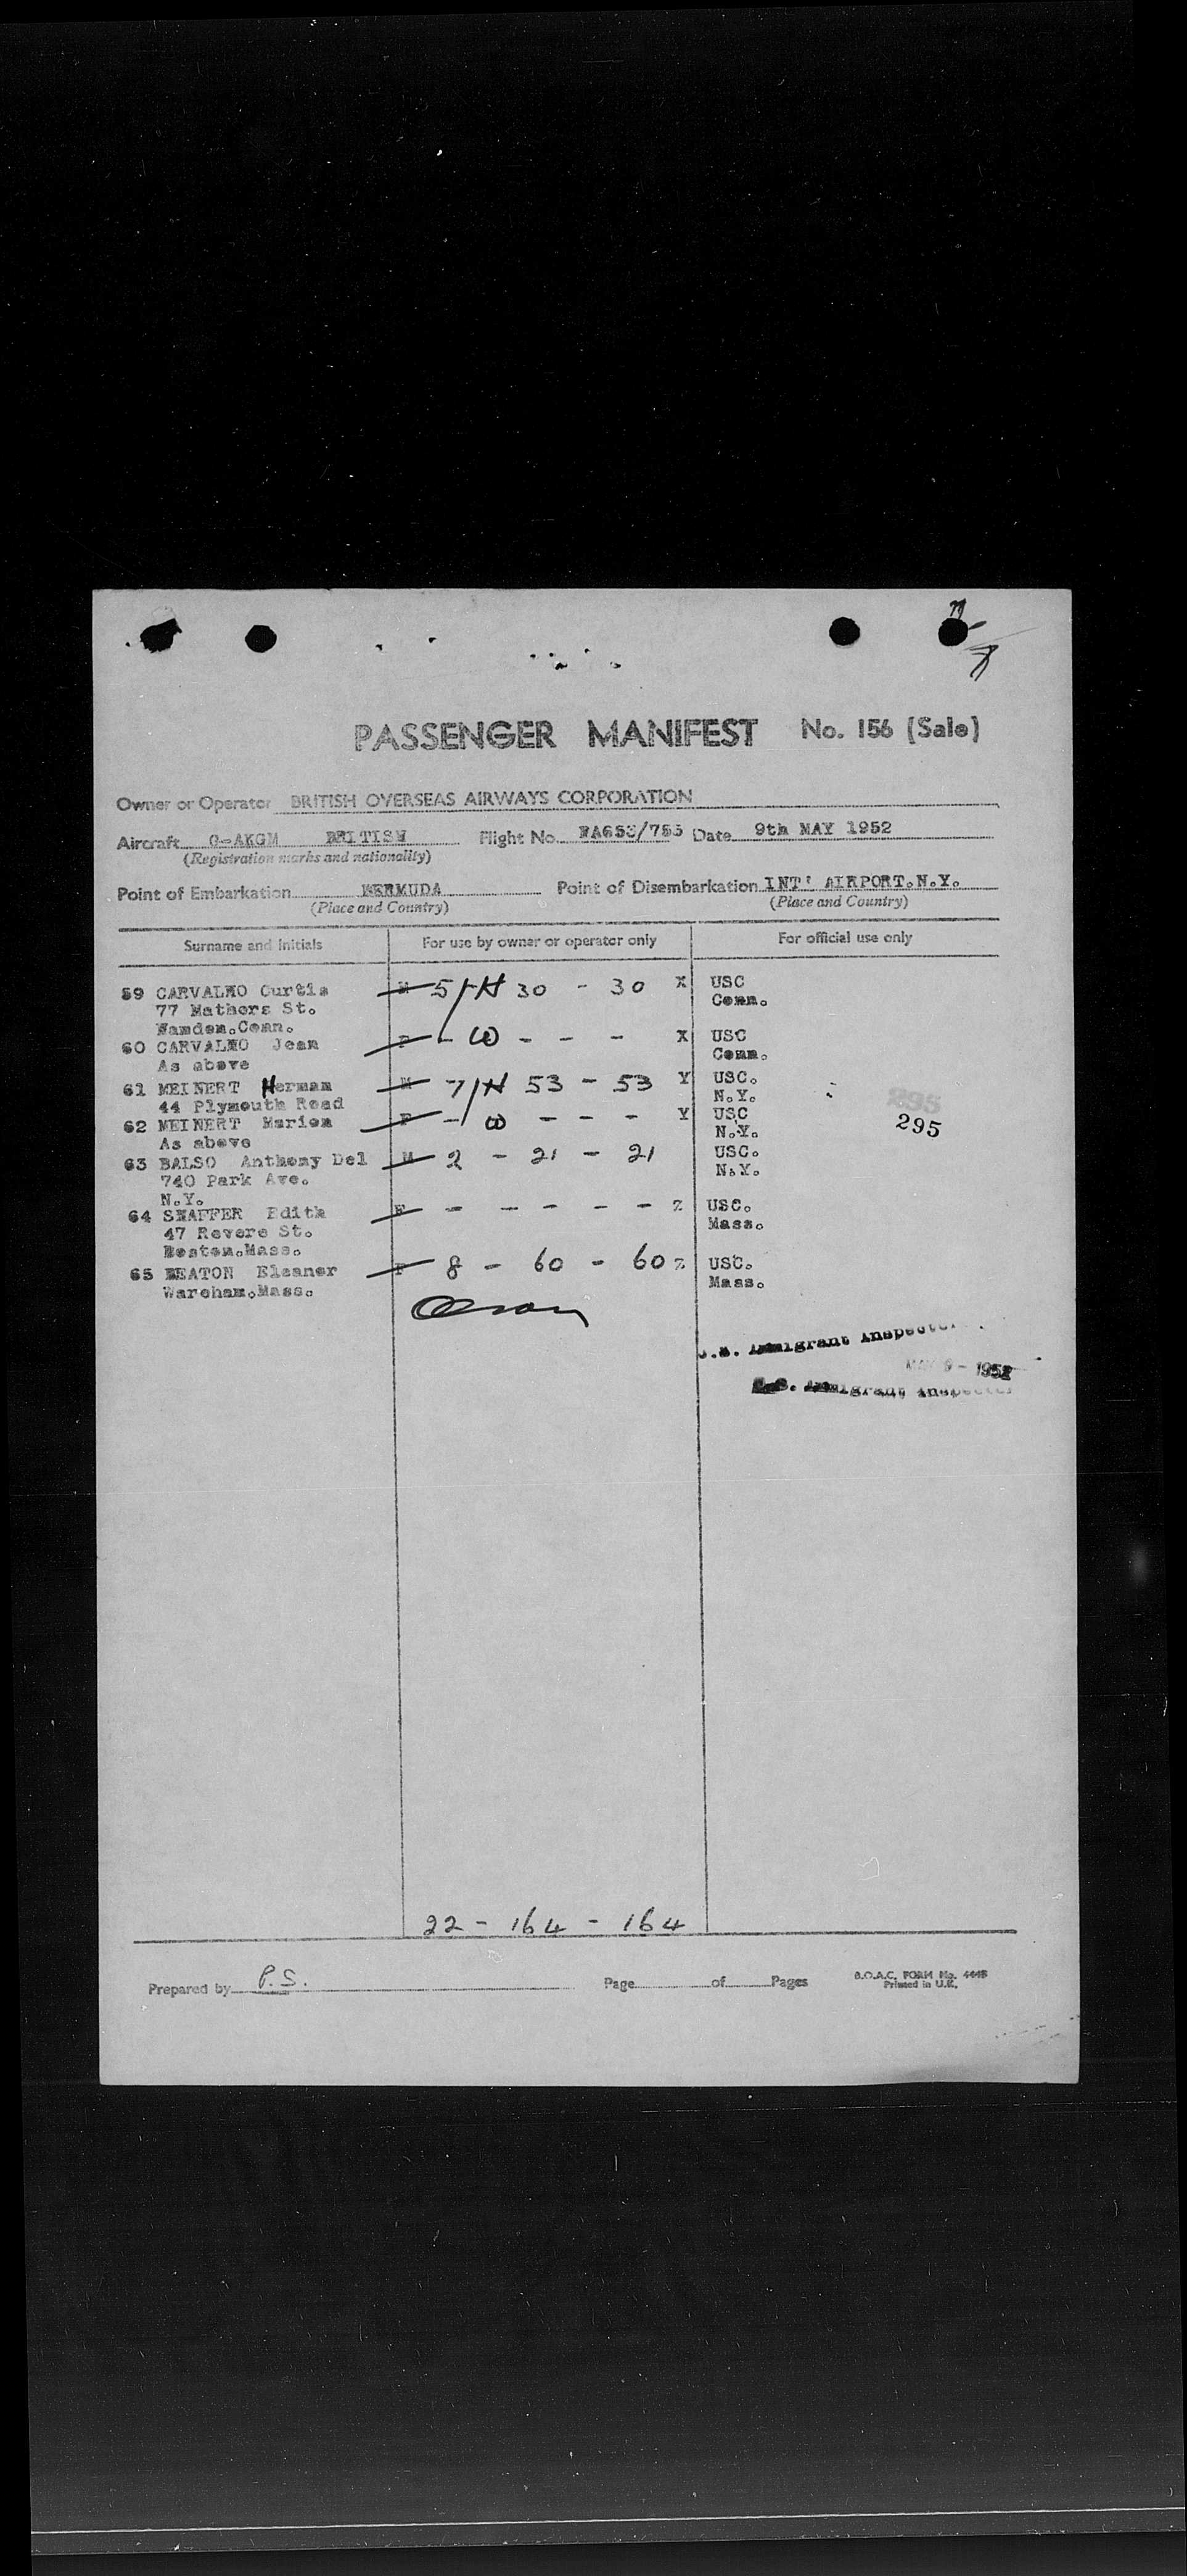 PASSENGER MANIFEST No. 156 (Sale)
Owner or Operator BRITISH OVERSEAS AIRWAYS CORPORATION
Aircraft G-AKGM BRITISH Flight No. Date 9th MAY 1952
(Registration marks and nationality)
Point of Embarkation BERMUDA Point of Disembarkation INT' AIRPORT.N.Y.
(Place and Country) (Place and Country)
Surname and Initials For use by owner or operator only For official use only
59 CARVALHO Curtis M 5 H 30 - 30 X USC
77 Mathers St. Conn.
Hamden.Conn.
60 CARVALHO Jean F - W - - - X USC
As above Conn.
61 MEINERT Herman M 7 H 53 - 53 Y USC.
44 Plymouth Road N.Y.
295
62 MEINERT Marion F - W - - - Y USC
295
As above N.Y.
63 BALSO Anthony Del M 2 - 21 - 21 USC.
740 Park Ave. N.Y.
N.Y.
64 SHAFFER Edith F - - - - - Z USC.
47 Revere St. Mass.
Boston.Mass.
65 BEATON Eleanor F 8 - 60 - 60 Z USC.
Wareham.Mass. Mass.
U.S. Immigrant Inspector
MAY 9 - 1952
U.S. Immigrant Inspector
22 - 164 - 164
Prepared by P.S. Page of Pages B.O.A.C. FORM No. 4445
Printed in U.K.